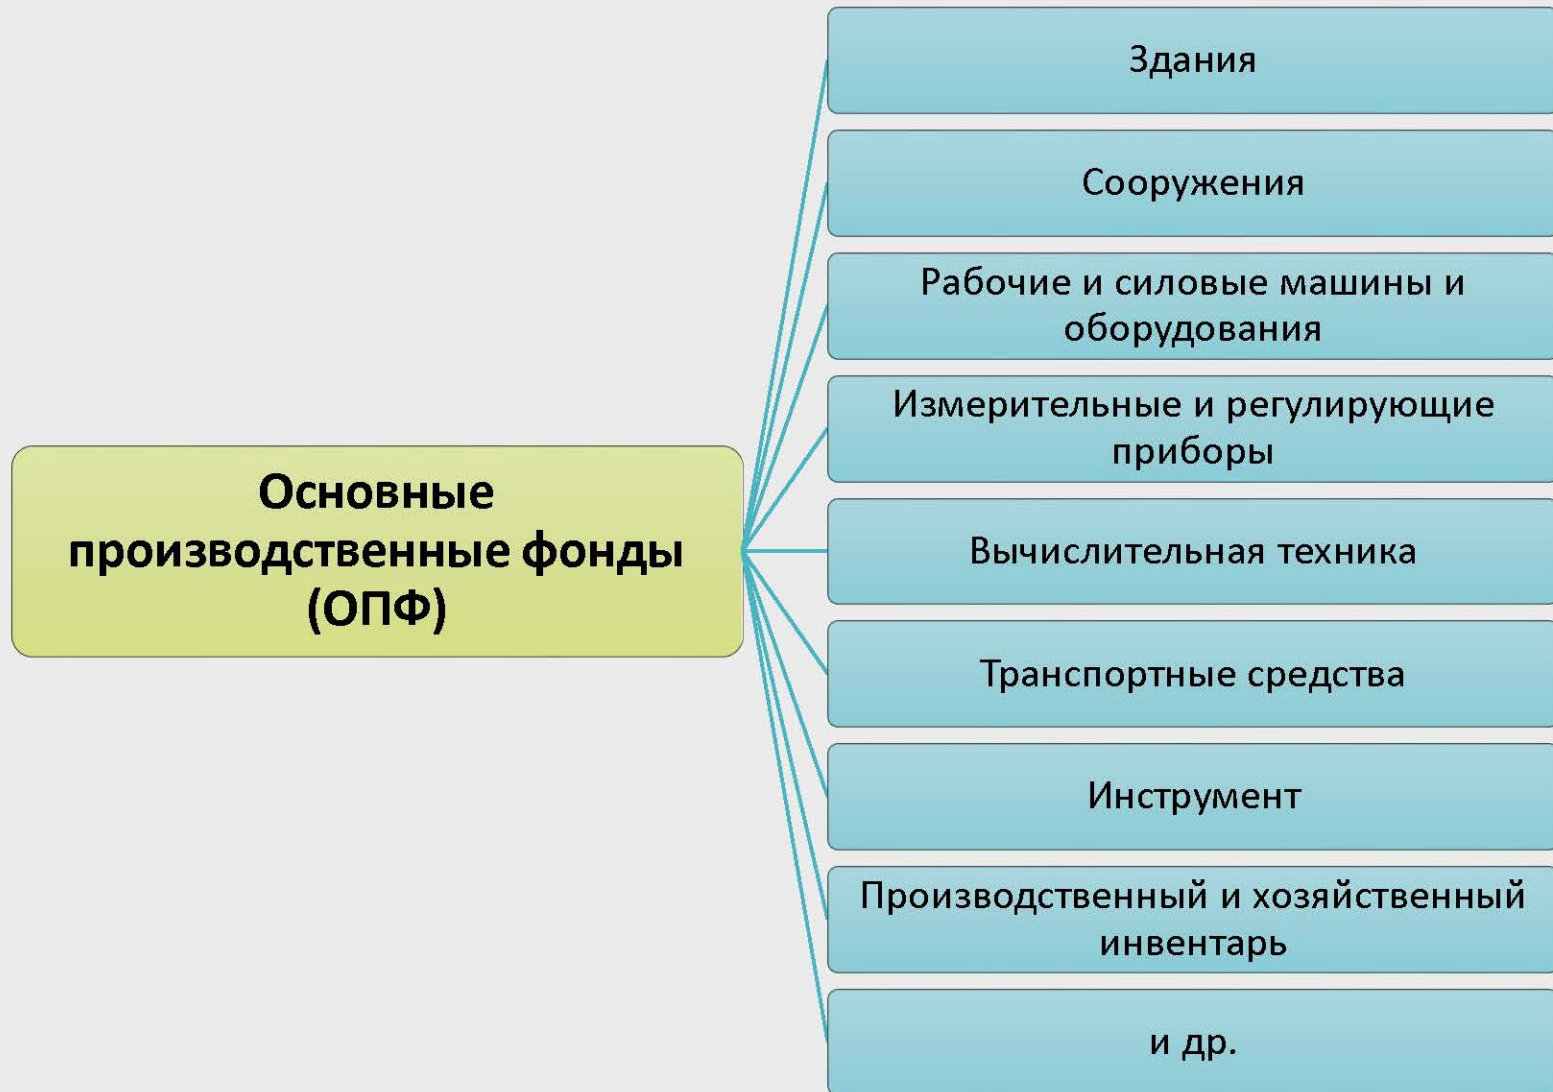 Основные
производственные фонды
(ОПФ)
Здания
Сооружения
Рабочие и силовые машины и
оборудования
Измерительные и регулирующие
приборы
Вычислительная техника
Транспортные средства
Инструмент
Производственный и хозяйственный
инвентарь
и др.